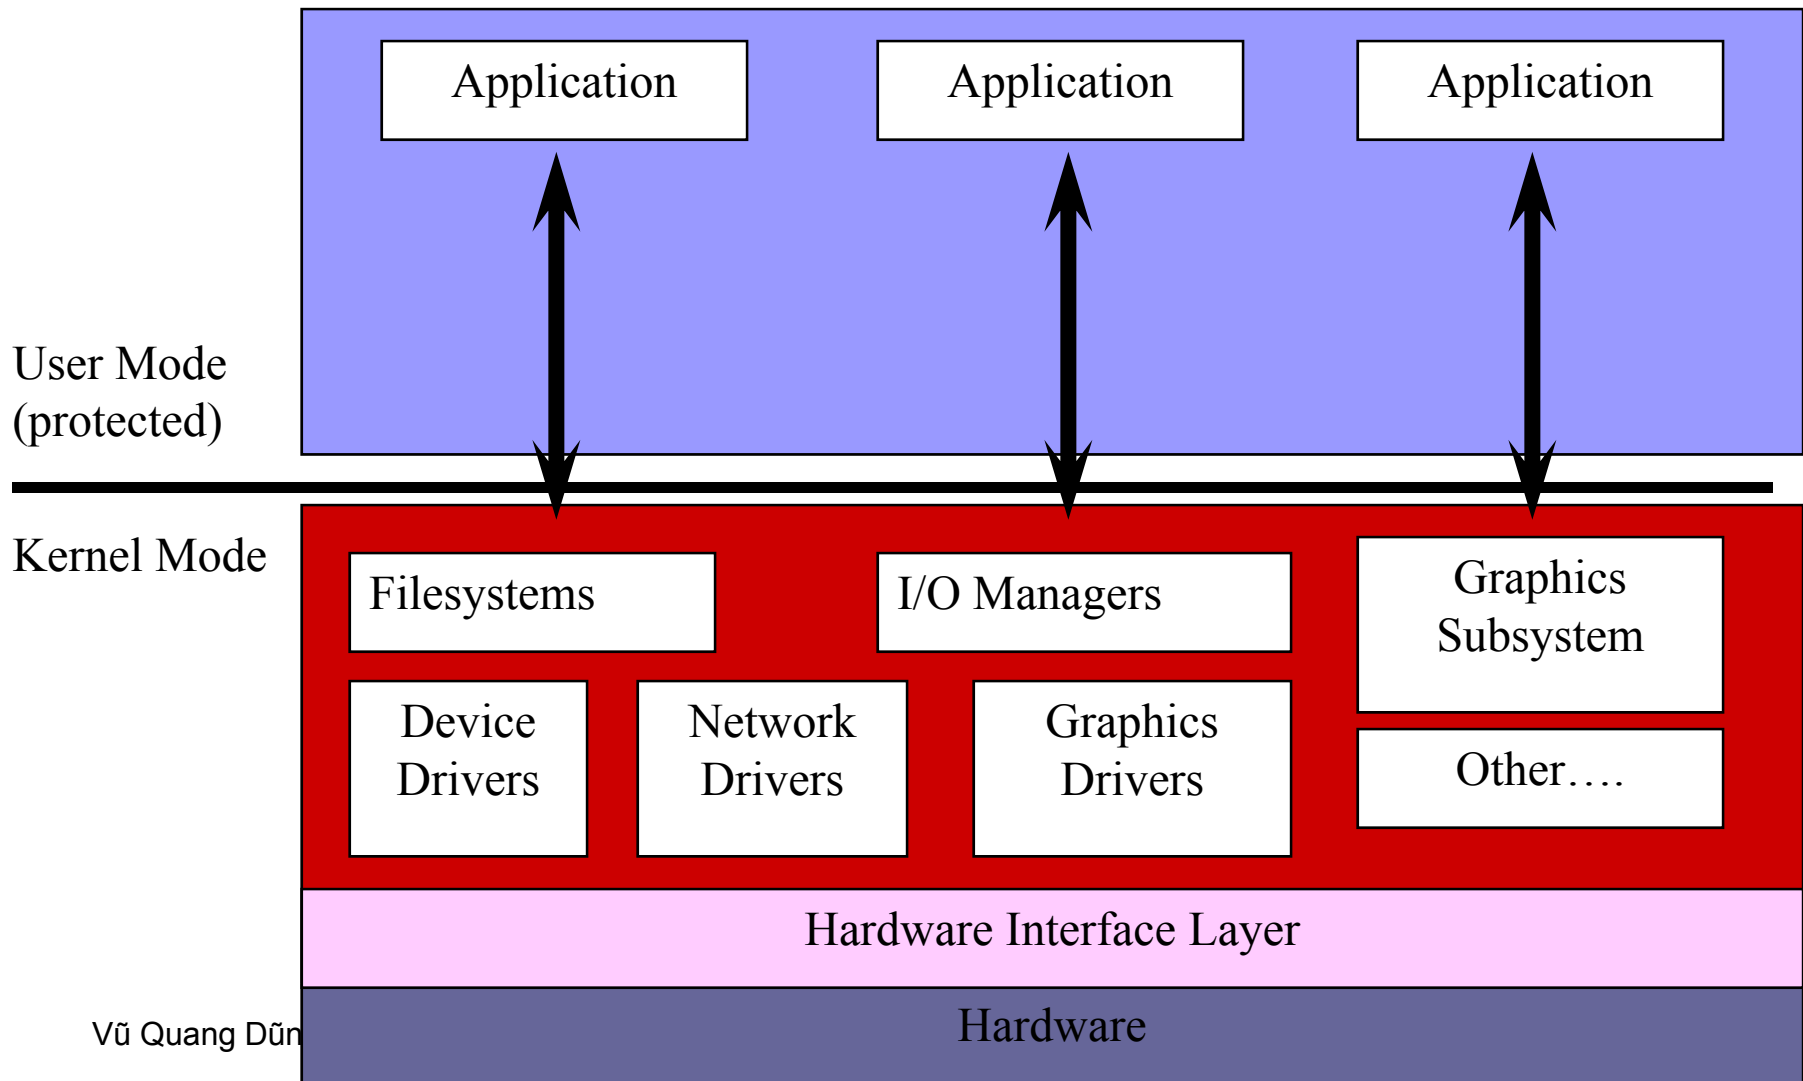 Application
Application
Application
User Mode
(protected)
Kernel Mode
Filesystems
I/O Managers
Graphics
Subsystem
Device
Drivers
Network
Drivers
Graphics
Drivers
Other….
Hardware Interface Layer
Hardware
Vũ Quang